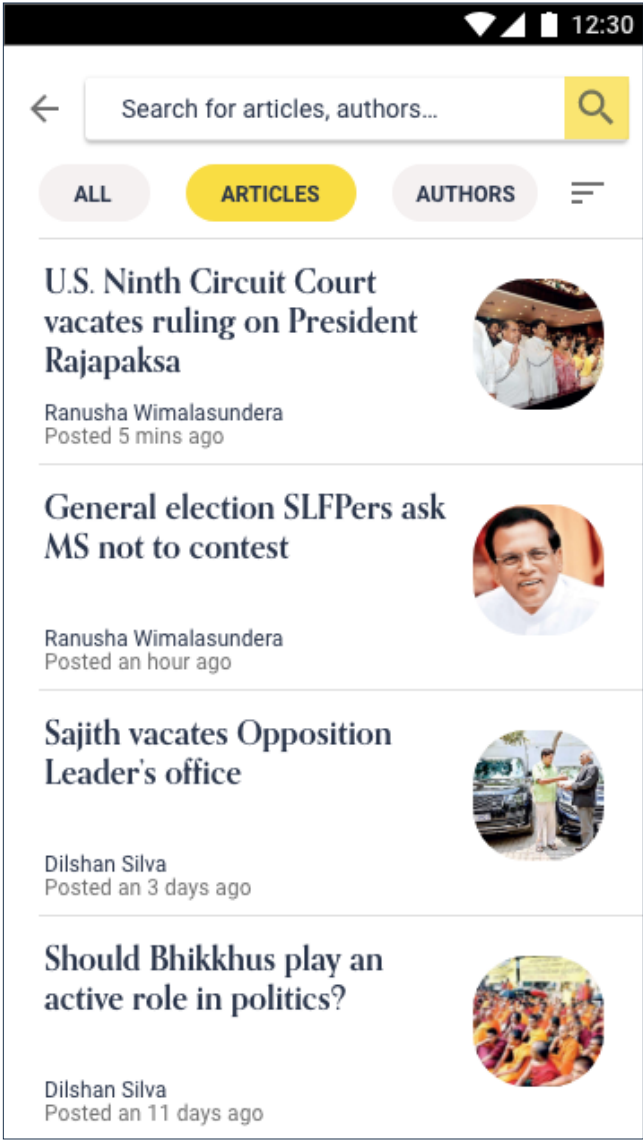 12:30
Search for articles, authors...
ALL ARTICLES AUTHORS
U.S. Ninth Circuit Court
vacates ruling on President
Rajapaksa
Ranusha Wimalasundera
Posted 5 mins ago
General election SLFPers ask
MS not to contest
Ranusha Wimalasundera
Posted an hour ago
Sajith vacates Opposition
Leader's office
Dilshan Silva
Posted an 3 days ago
Should Bhikkhus play an
active role in politics?
Dilshan Silva
Posted an 11 days ago